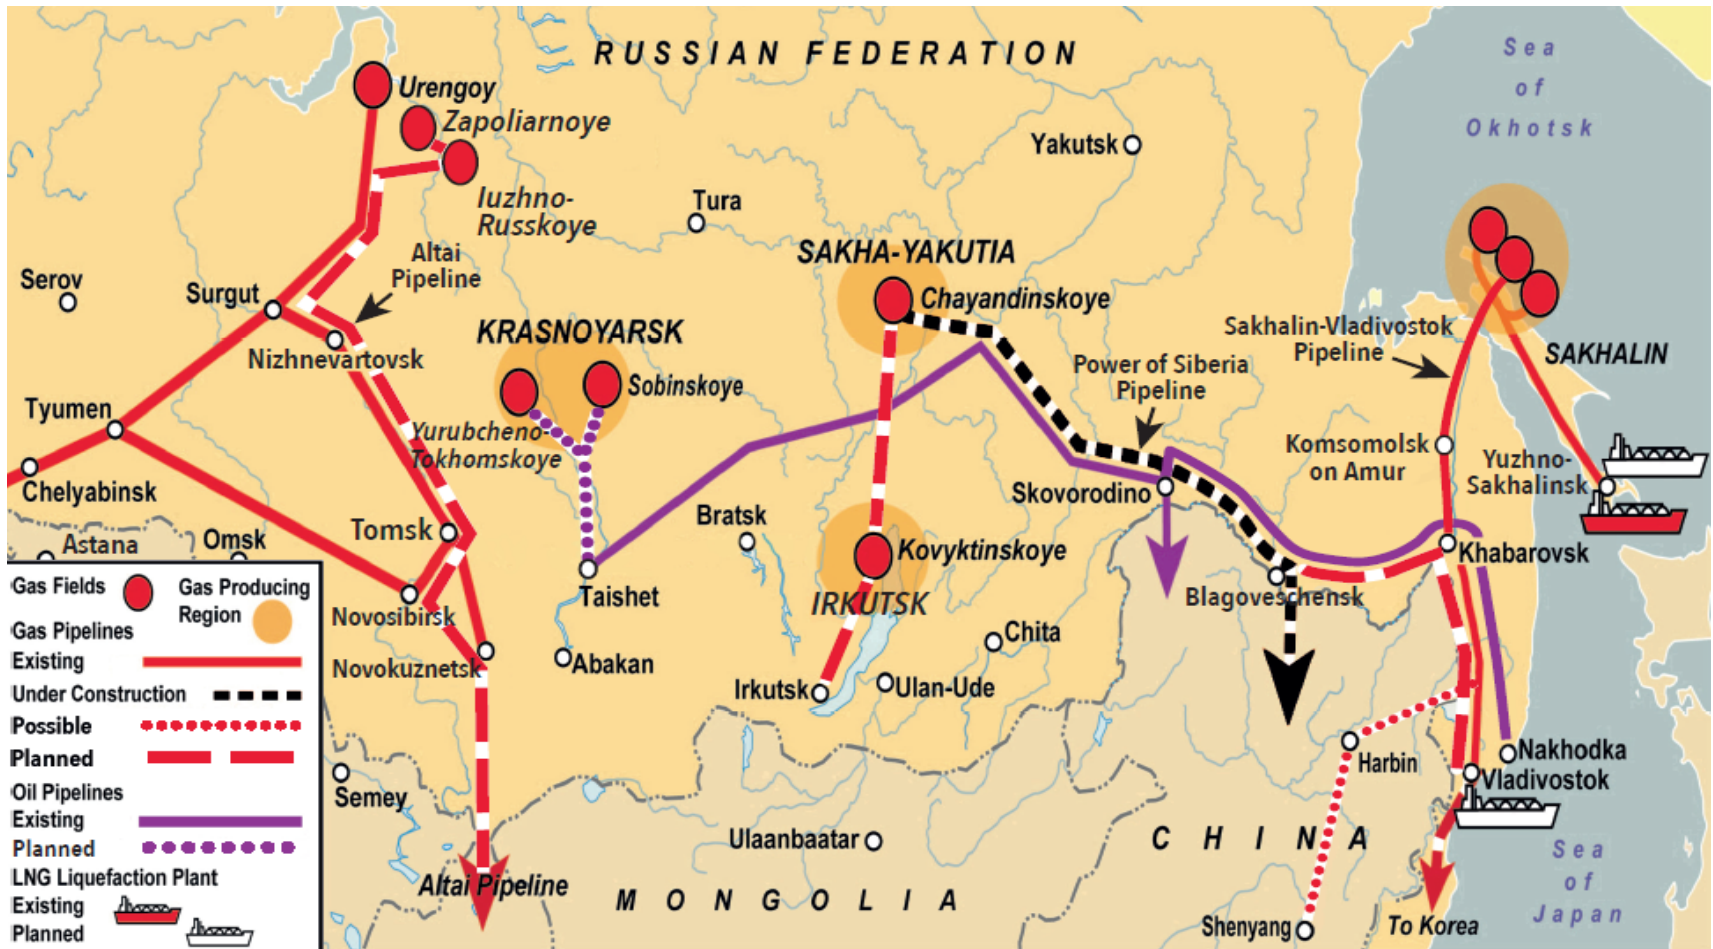 RUSSIAN FEDERATION
Sea
of
Okhotsk
Urengoy
Zapoliarnoye
Iuzhno-
Russkoye
Yakutsk
Tura
Altai
Pipeline
SAKHA-YAKUTIA
Chayandinskoye
Serov
Surgut
Nizhnevartovsk
KRASNOYARSK
Sobinskoye
Yurubcheno-
Tokhomskoye
Sakhalin-Vladivostok
Pipeline
SAKHALIN
Power of Siberia
Pipeline
Tyumen
Chelyabinsk
Komsomolsk
on Amur
Yuzhno-
Sakhalinsk
Skovorodino
Bratsk
Tomsk
Omsk
Astana
Kovyktinskoye
IRKUTSK
Khabarovsk
Blagoveschensk
Taishet
Novosibirsk
Novokuznetsk
Abakan
Chita
Irkutsk
Ulan-Ude
Harbin
Nakhodka
Vladivostok
Semey
Ulaanbaatar
CHINA
MONGOLIA
Altai Pipeline
Shenyang
To Korea
Sea
of
Japan
Gas Fields
Gas Producing
Region
Gas Pipelines
Existing
Under Construction
Possible
Planned
Oil Pipelines
Existing
Planned
LNG Liquefaction Plant
Existing
Planned